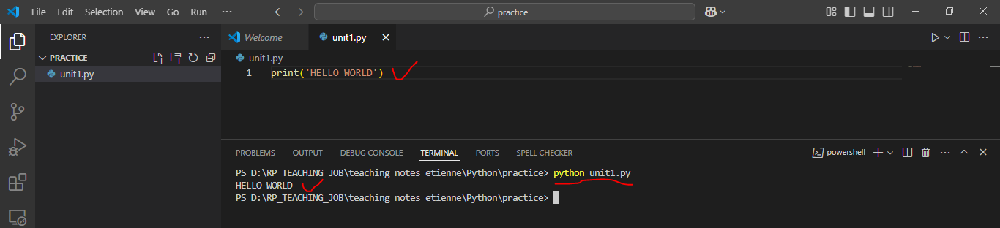 File Edit Selection View Go Run ···
practice
EXPLORER ···
Welcome
unit1.py
PRACTICE
unit1.py
unit1.py
1 print('HELLO WORLD')
PROBLEMS OUTPUT DEBUG CONSOLE TERMINAL PORTS SPELL CHECKER
powershell
PS D:\RP_TEACHING_JOB\teaching notes etienne\Python\practice> python unit1.py
HELLO WORLD
PS D:\RP_TEACHING_JOB\teaching notes etienne\Python\practice>